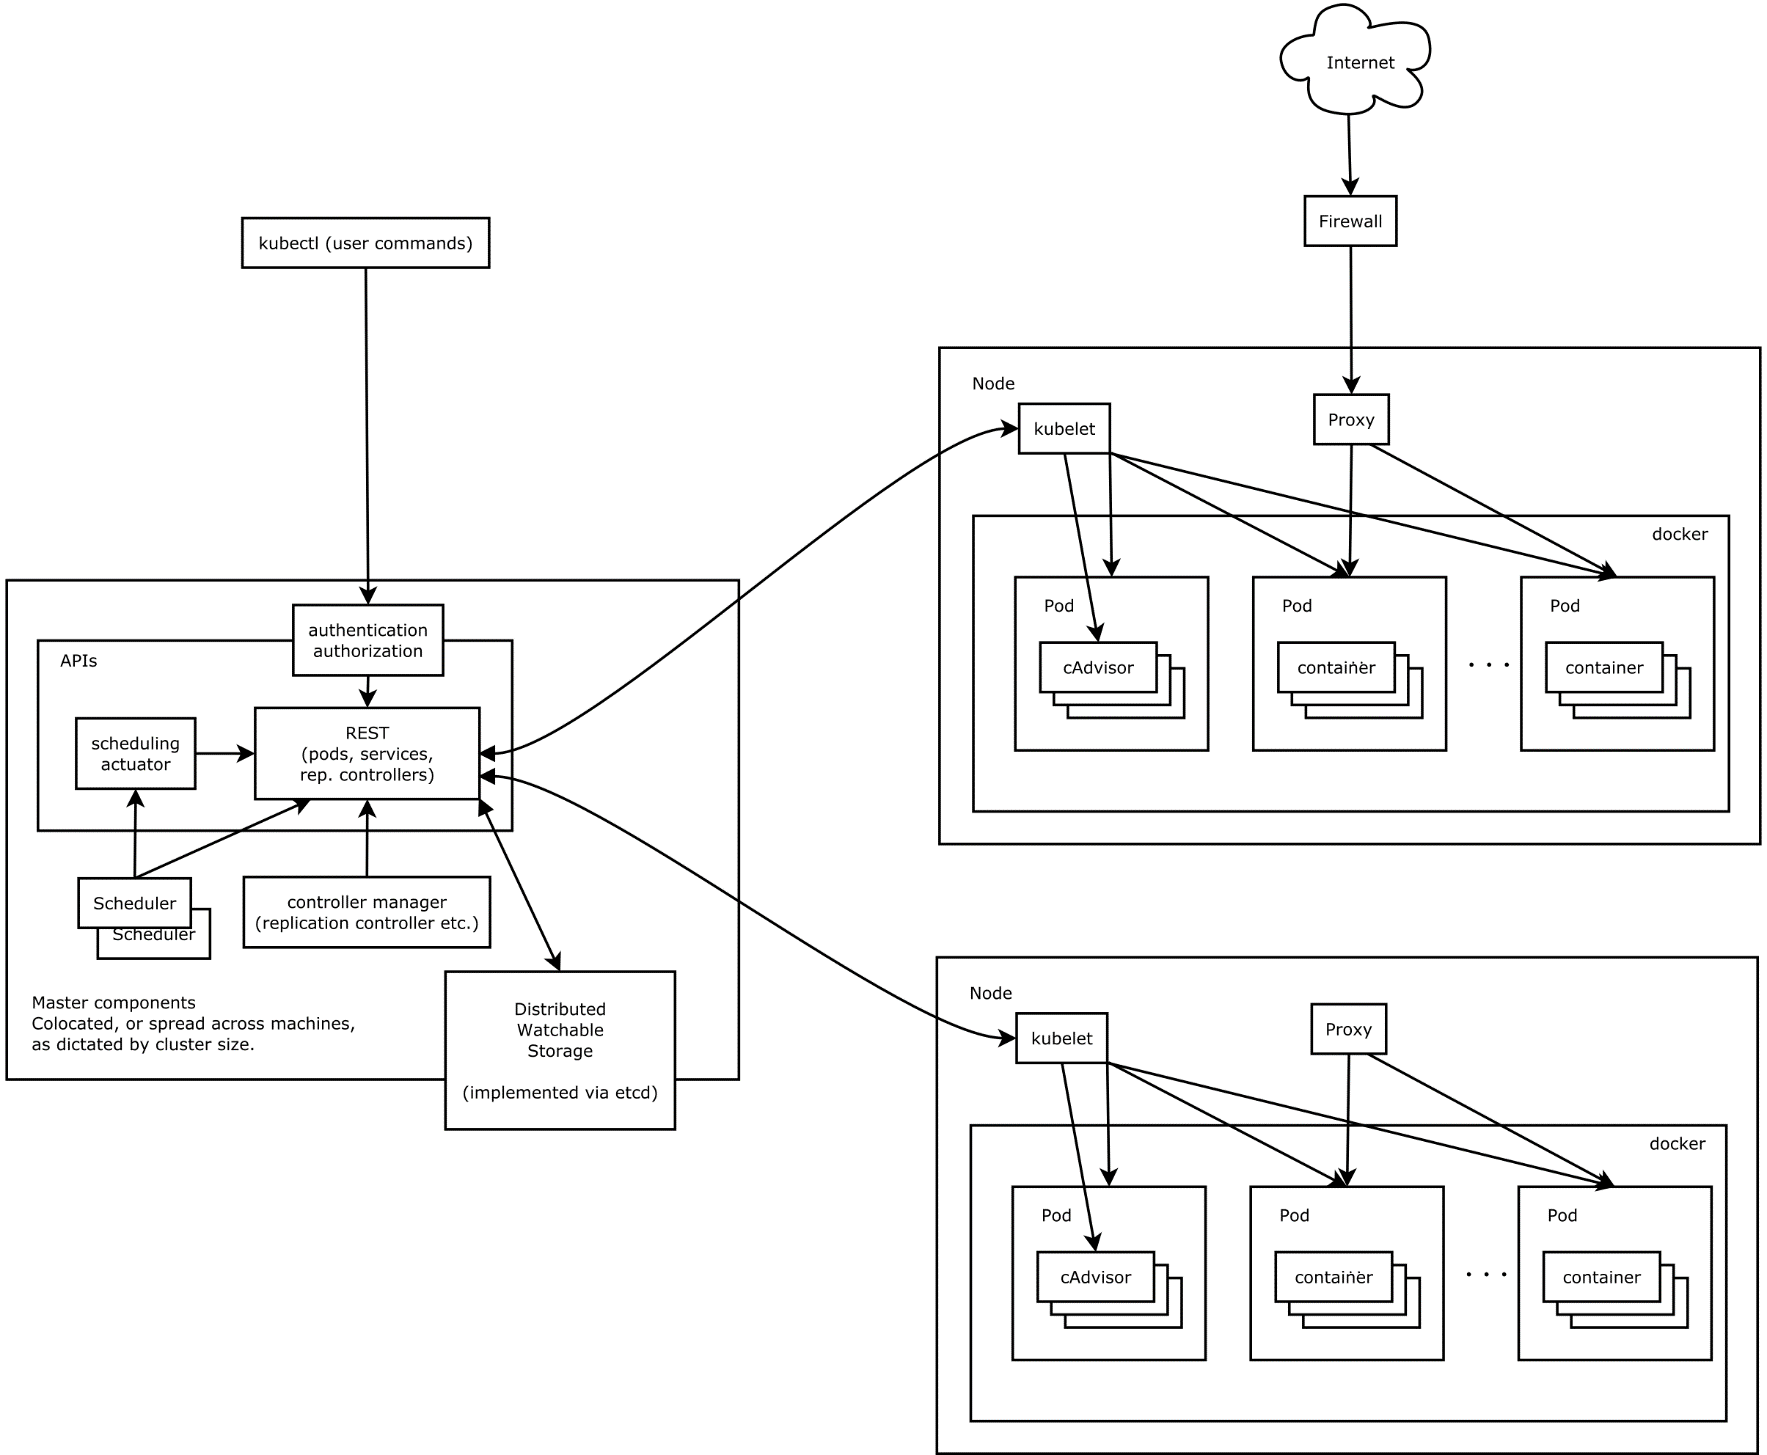 Internet
Firewall
kubectl (user commands)
Node
kubelet
Proxy
docker
Pod
cAdvisor
Pod
container
. . .
Pod
container
authentication
authorization
APIs
REST
(pods, services,
rep. controllers)
scheduling
actuator
Scheduler
Scheduler
controller manager
(replication controller etc.)
Master components
Colocated, or spread across machines,
as dictated by cluster size.
Distributed
Watchable
Storage
(implemented via etcd)
Node
kubelet
Proxy
docker
Pod
cAdvisor
Pod
container
. . .
Pod
container